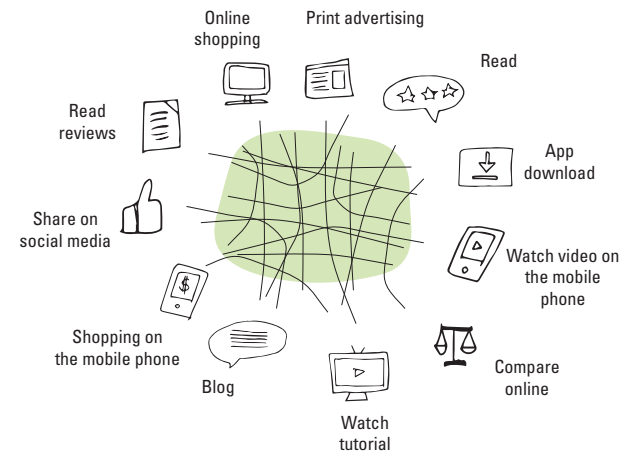 Online
shopping
Print advertising
Read
App
download
Watch video on
the mobile
phone
Compare
online
Watch
tutorial
Blog
Shopping on
the mobile phone
$
Share on
social media
Read
reviews